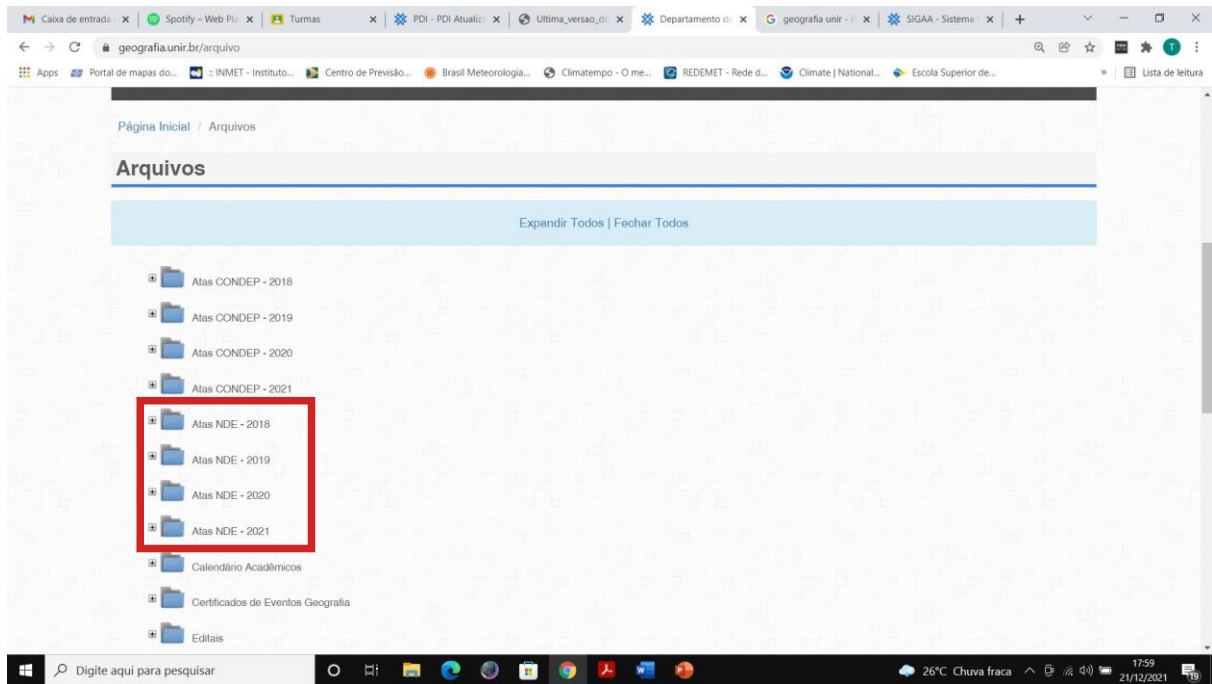 Caixa de entrada
Spotify – Web Pla
Turmas
PDI - PDI Atualiza
Ultima_versao_do
Departamento de
geografia unir - P
SIGAA - Sistema I
geografia.unir.br/arquivo
Apps
Portal de mapas do...
:: INMET - Instituto...
Centro de Previsão...
Brasil Meteorologia...
Climatempo - O me...
REDEMET - Rede d...
Climate | National...
Escola Superior de...
»
Lista de leitura
Página Inicial / Arquivos
Arquivos
Expandir Todos | Fechar Todos
Atas CONDEP - 2018
Atas CONDEP - 2019
Atas CONDEP - 2020
Atas CONDEP - 2021
Atas NDE - 2018
Atas NDE - 2019
Atas NDE - 2020
Atas NDE - 2021
Calendário Acadêmicos
Certificados de Eventos Geografia
Editais
Digite aqui para pesquisar
26°C Chuva fraca
17:59
21/12/2021
19